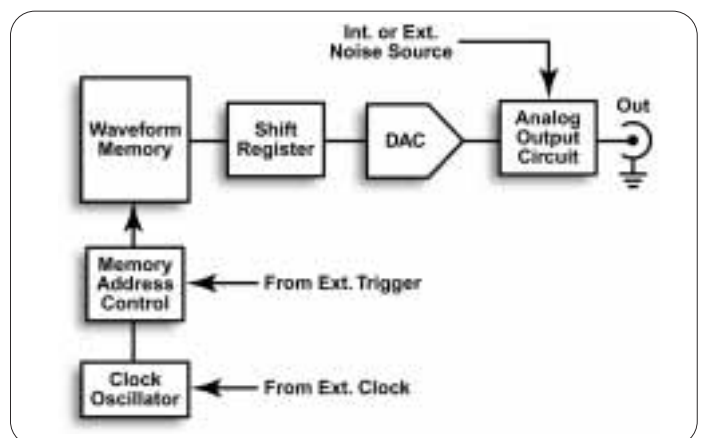 Int. or Ext.
Noise Source
Waveform
Memory
Shift
Register
DAC
Analog
Output
Circuit
Out
Memory
Address
Control
From Ext. Trigger
Clock
Oscillator
From Ext. Clock